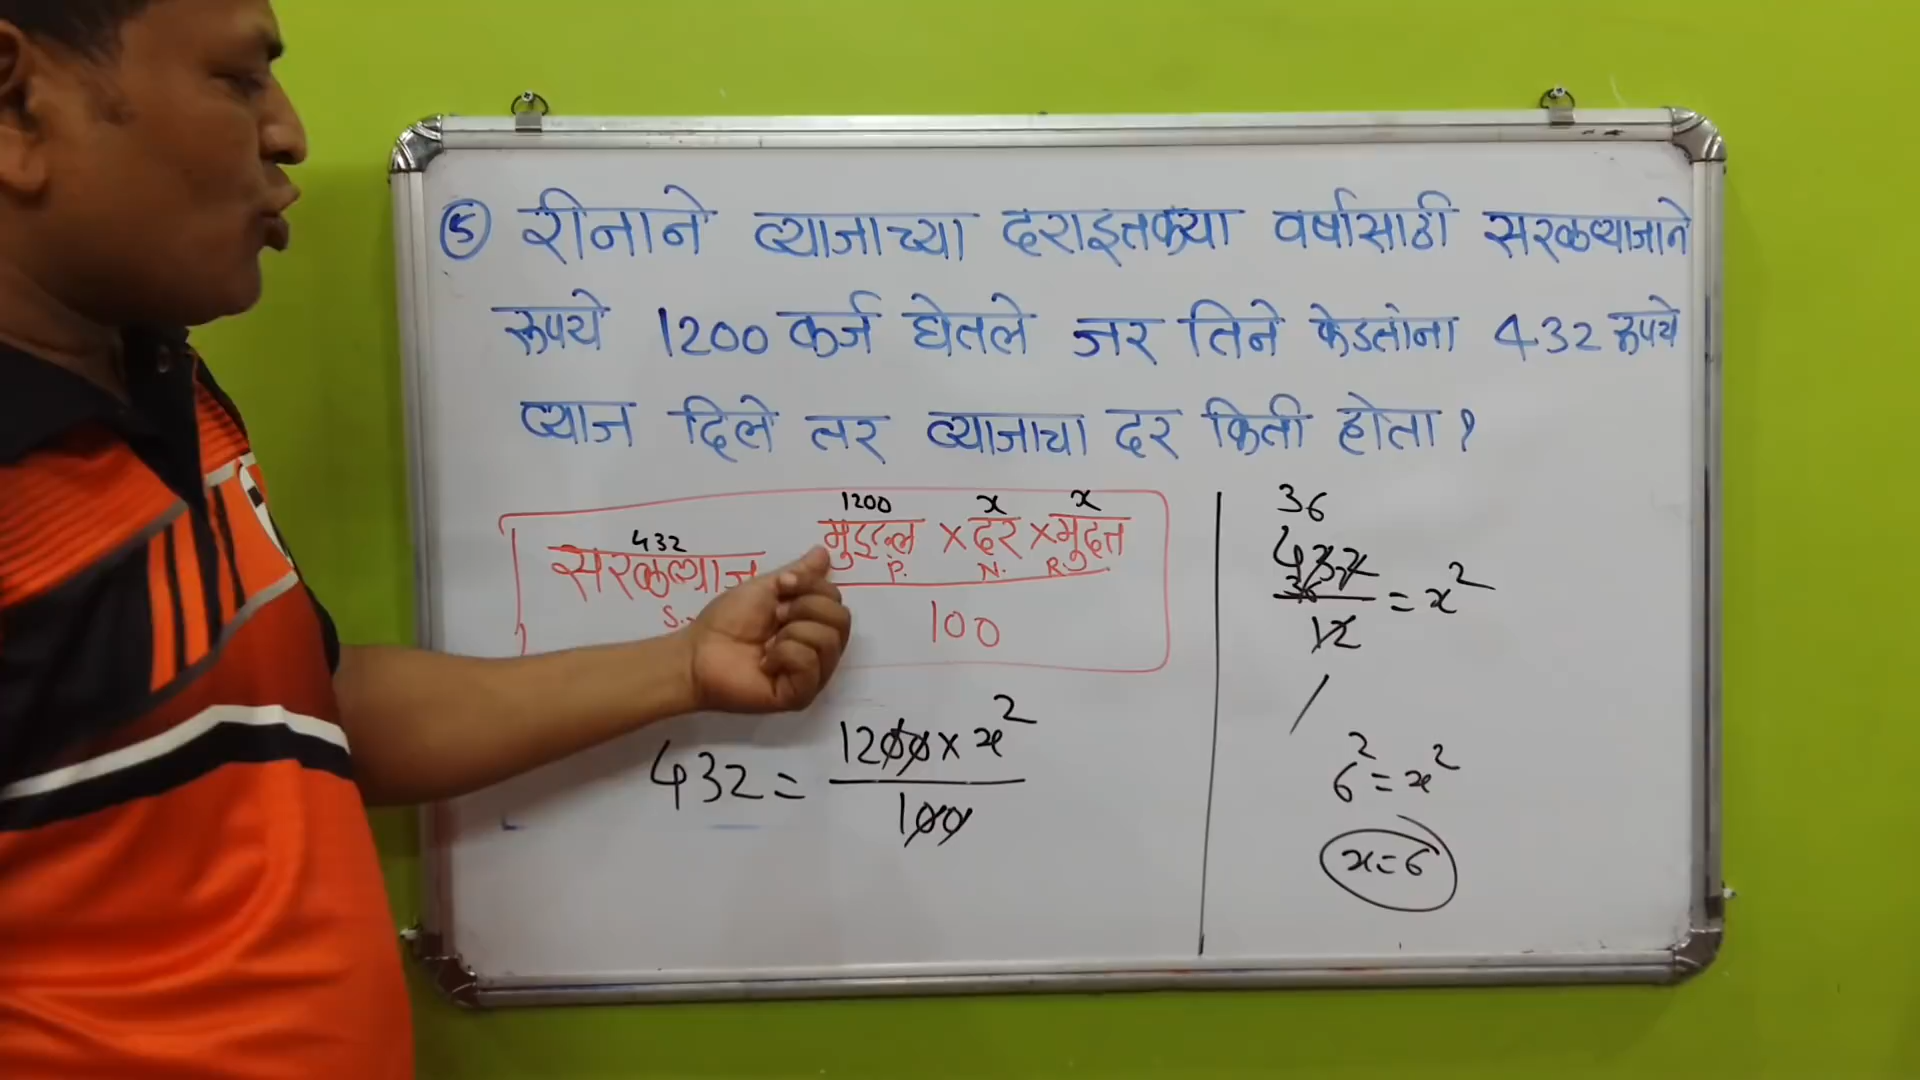 5 रीनाने व्याजाच्या दराइतक्या वर्षासाठी सरळव्याजाने
रूपये 1200 कर्ज घेतले जर तिने फेडतांना 432 रूपये
व्याज दिले तर व्याजाचा दर किती होता ?
432 1200 x x
सरळव्याज मुद्दल × दर × मुदत
S. P. N. R.
100
432 = 1200 × x²
100
36
432
36
12
= x²
6² = x²
x = 6